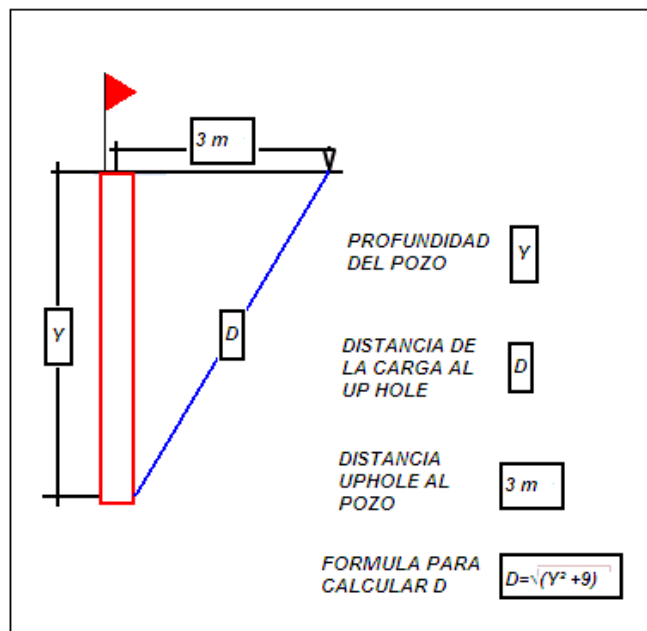 3 m
Y
D
PROFUNDIDAD
DEL POZO
Y
DISTANCIA DE
LA CARGA AL
UP HOLE
D
DISTANCIA
UPHOLE AL
POZO
3 m
FORMULA PARA
CALCULAR D
D=√(Y² +9)